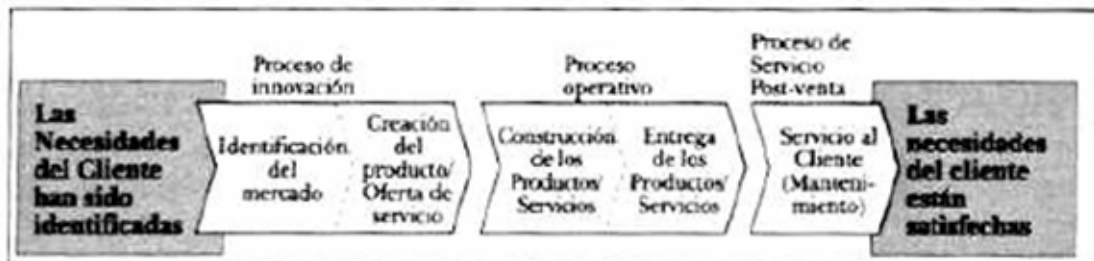 Proceso de
innovación
Proceso
operativo
Proceso de
Servicio
Post-venta
Las
Necesidades
del Cliente
han sido
identificadas
Identificación
del
mercado
Creación
del
producto/
Oferta de
servicio
Construcción
de los
Productos/
Servicios
Entrega
de los
Productos/
Servicios
Servicio al
Cliente
(Manteni-
miento)
Las
necesidades
del cliente
están
satisfechas